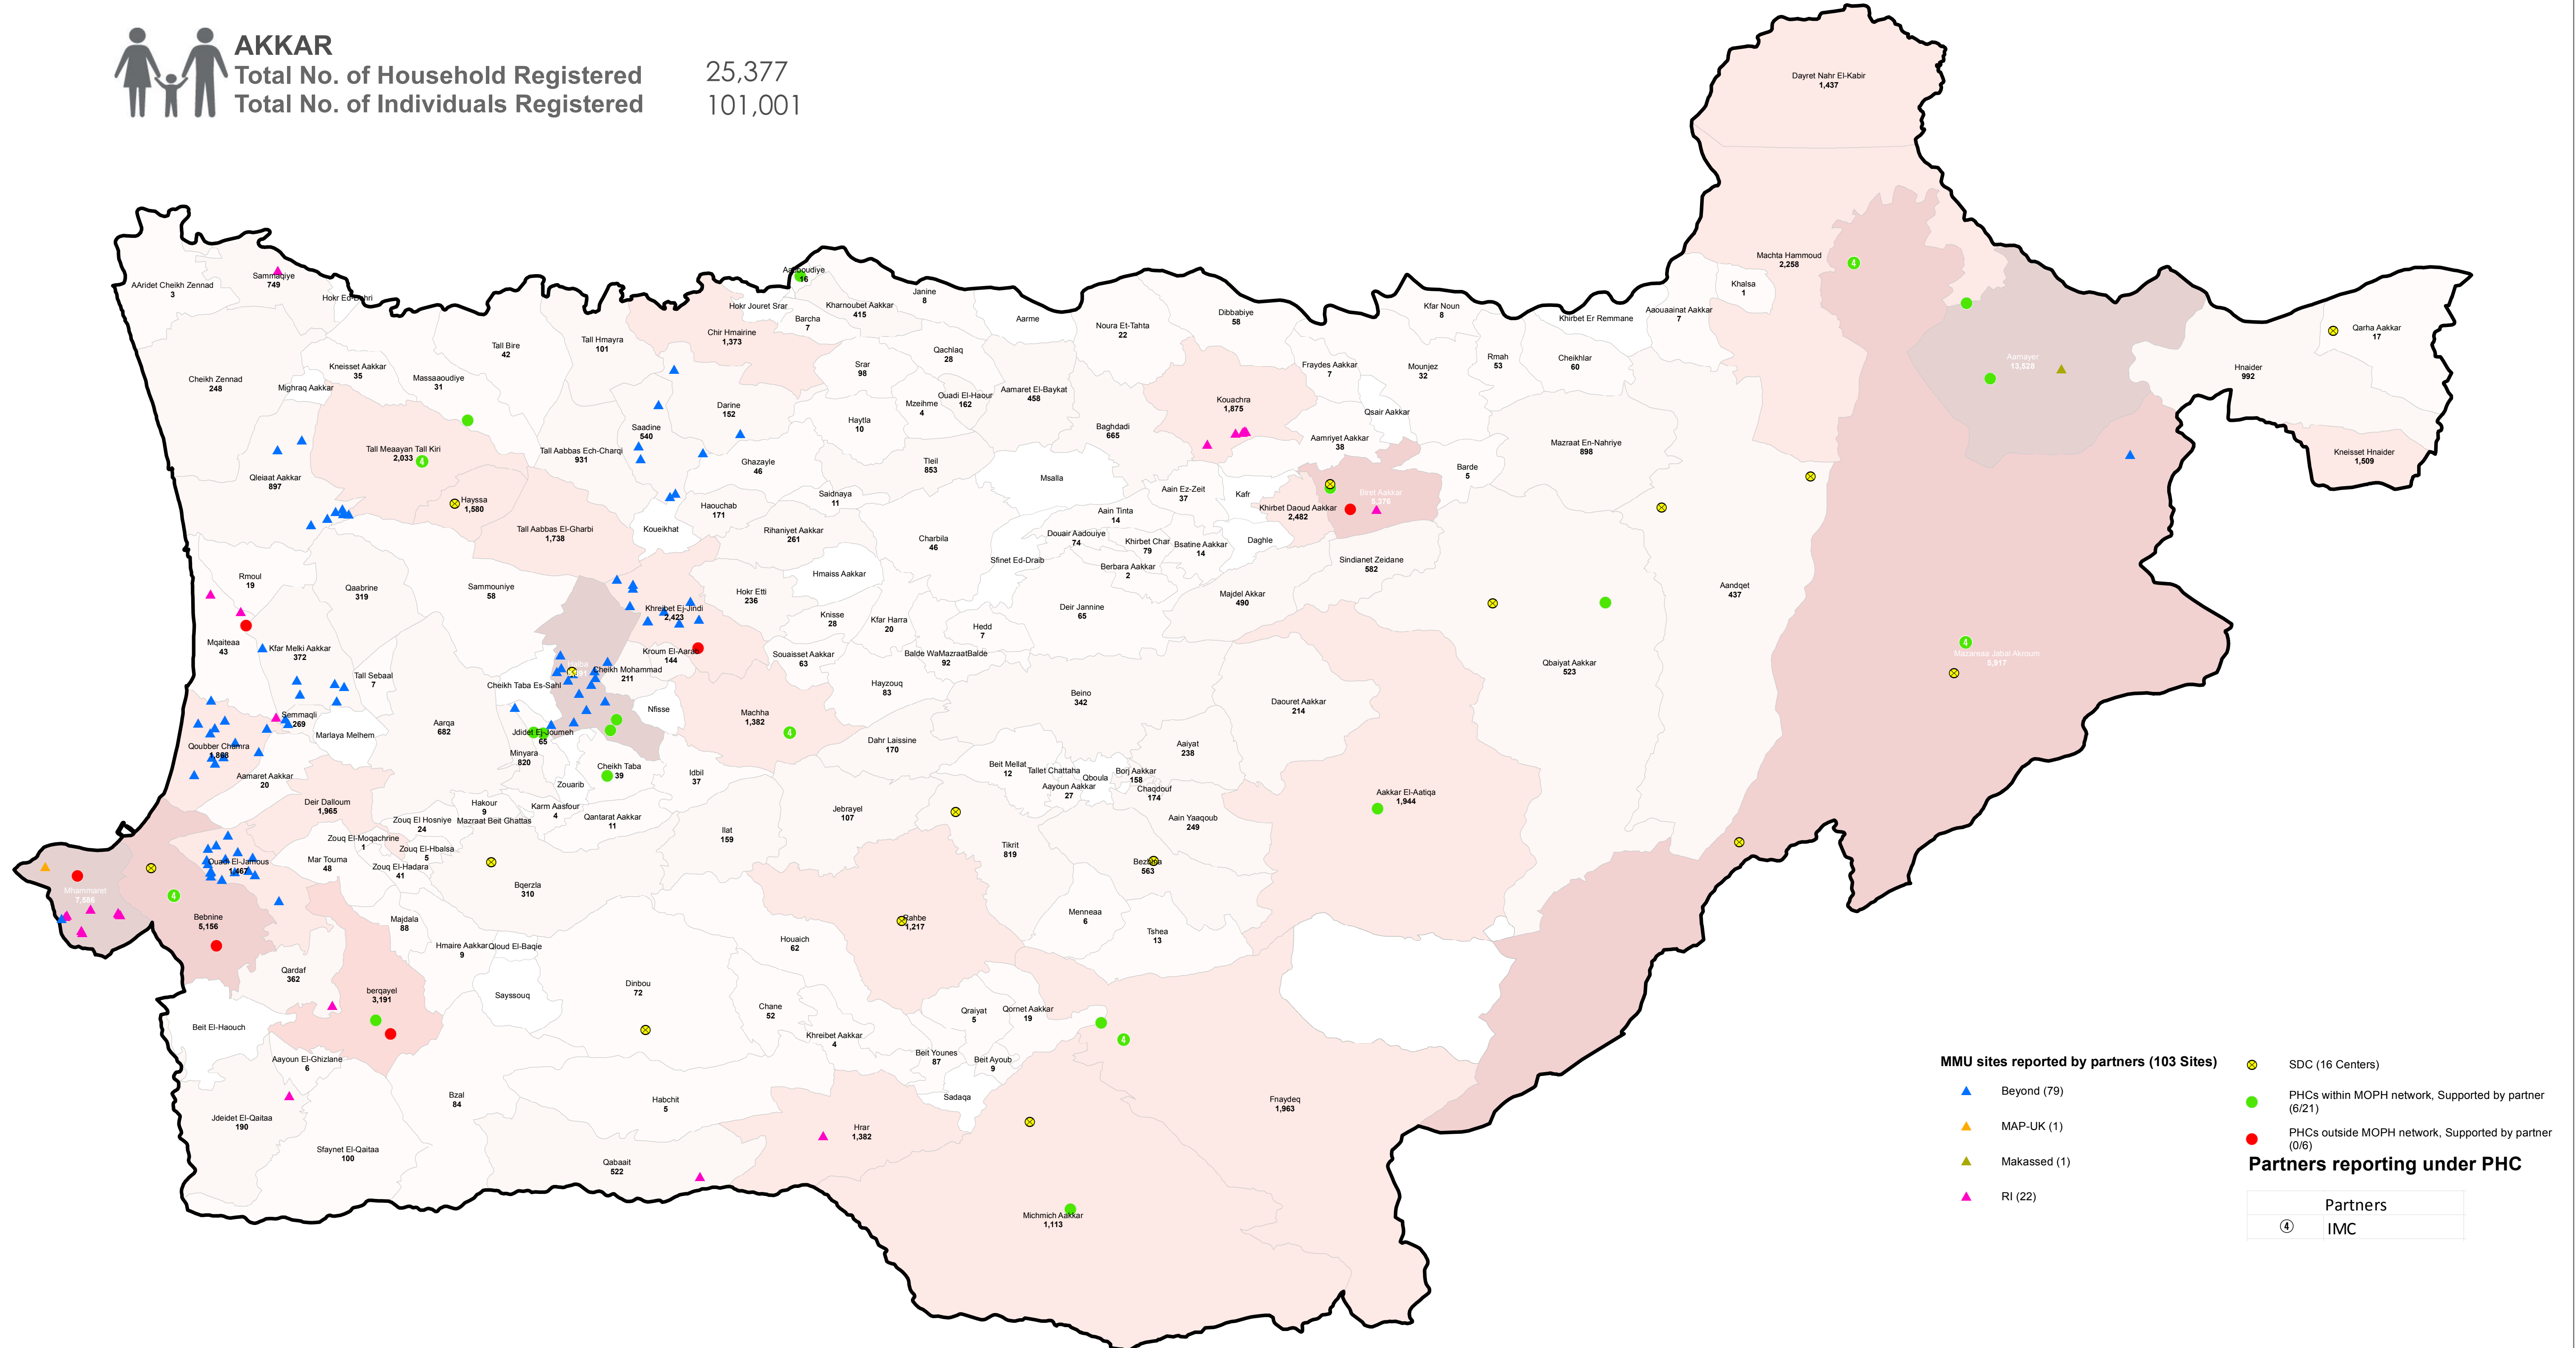 AKKAR
Total No. of Household Registered 25,377
Total No. of Individuals Registered 101,001
Dayret Nahr El-Kabir
1,437
Machta Hammoud
2,258
Khalsa
1
AAridet Cheikh Zennad
3
Sammaqiye
749
Hokr Ed-Dahri
Aabboudiye
16
Hokr Jouret Srar
Kharnoubet Aakkar
415
Janine
8
Barcha
7
Aarme
Noura Et-Tahta
22
Dibbabiye
58
Kfar Noun
8
Khirbet Er Remmane
Aaouaainat Aakkar
7
Qarha Aakkar
17
Hnaider
992
Aamayer
13,828
Kneisset Hnaider
1,509
Chir Hmairine
1,373
Tall Hmayra
101
Tall Bire
42
Cheikh Zennad
248
Kneisset Aakkar
35
Mighraq Aakkar
Massaaoudiye
31
Srar
98
Qachlaq
28
Ouadi El-Haour
162
Mzeihme
4
Aamaret El-Baykat
458
Fraydes Aakkar
7
Mounjez
32
Rmah
53
Cheikhlar
60
Kouachra
1,875
Qsair Aakkar
Darine
152
Saadine
540
Haytla
10
Baghdadi
665
Aamriyet Aakkar
38
Mazraat En-Nahriye
898
Tall Meaayan Tall Kiri
2,033
Tall Aabbas Ech-Charqi
931
Ghazayle
46
Tleil
853
Msalla
Barde
5
Qleiaat Aakkar
897
Hayssa
1,580
Saidnaya
11
Aain Ez-Zeit
37
Kafr
Biret Aakkar
5,376
Khirbet Daoud Aakkar
2,482
Haouchab
171
Koueikhat
Tall Aabbas El-Gharbi
1,738
Rihaniyet Aakkar
261
Charbila
46
Aain Tinta
14
Douair Aadouiye
74
Khirbet Char
79
Bsatine Aakkar
14
Daghle
Sfinet Ed-Draib
Berbara Aakkar
2
Sindianet Zeidane
582
Aandqet
437
Rmoul
19
Qaabrine
319
Sammouniye
58
Hmaiss Aakkar
Hokr Etti
236
Khreibet Ej-Jindi
2,423
Majdel Akkar
490
Deir Jannine
65
Knisse
28
Kfar Harra
20
Hedd
7
Mqaiteaa
43
Kfar Melki Aakkar
372
Kroum El-Aarab
144
Souaisset Aakkar
63
Balde WaMazraatBalde
92
Qbaiyat Aakkar
523
Mazareaa Jabal Akroum
5,917
Tall Sebaal
7
Cheikh Mohammad
211
Cheikh Taba Es-Sahl
Hayzouq
83
Beino
342
Daouret Aakkar
214
Semmaqli
269
Marlaya Melhem
Aarqa
682
Nfisse
Machha
1,382
Jdidet Ej-Joumeh
65
Dahr Laissine
170
Aaiyat
238
Qoubber Chamra
1,868
Aamaret Aakkar
20
Minyara
820
Cheikh Taba
39
Zouarib
Idbil
37
Beit Mellat
12
Tallet Chattaha
Qboula
Borj Aakkar
158
Aayoun Aakkar
27
Chaqdouf
174
Aakkar El-Aatiqa
1,944
Deir Dalloum
1,965
Hakour
9
Karm Aasfour
4
Zouq El Hosniye
24
Mazraat Beit Ghattas
Qantarat Aakkar
11
Jebrayel
107
Aain Yaaqoub
249
Zouq El-Moqachrine
1
Zouq El-Hbalsa
5
Ilat
159
Tikrit
819
Mar Touma
48
Zouq El-Hadara
41
Ouadi El-Jamous
1,467
Bezbina
563
Bqerzla
310
Mhammaret
7,586
Bebnine
5,156
Majdala
88
Rahbe
1,217
Menneaa
6
Tshea
13
Hmaire Aakkar
9
Qloud El-Baqie
Houaich
62
Qardaf
362
berqayel
3,191
Sayssouq
Dinbou
72
Chane
52
Qraiyat
5
Qornet Aakkar
19
Beit El-Haouch
Khreibet Aakkar
4
Beit Younes
87
Beit Ayoub
9
Aayoun El-Ghizlane
6
Bzal
84
Habchit
5
Sadaqa
Fnaydeq
1,963
Jdeidet El-Qaitaa
190
Hrar
1,382
Sfaynet El-Qaitaa
100
Qabaait
522
Michmich Aakkar
1,113
MMU sites reported by partners (103 Sites)
Beyond (79)
MAP-UK (1)
Makassed (1)
RI (22)
SDC (16 Centers)
PHCs within MOPH network, Supported by partner
(6/21)
PHCs outside MOPH network, Supported by partner
(0/6)
Partners reporting under PHC
Partners
4 IMC